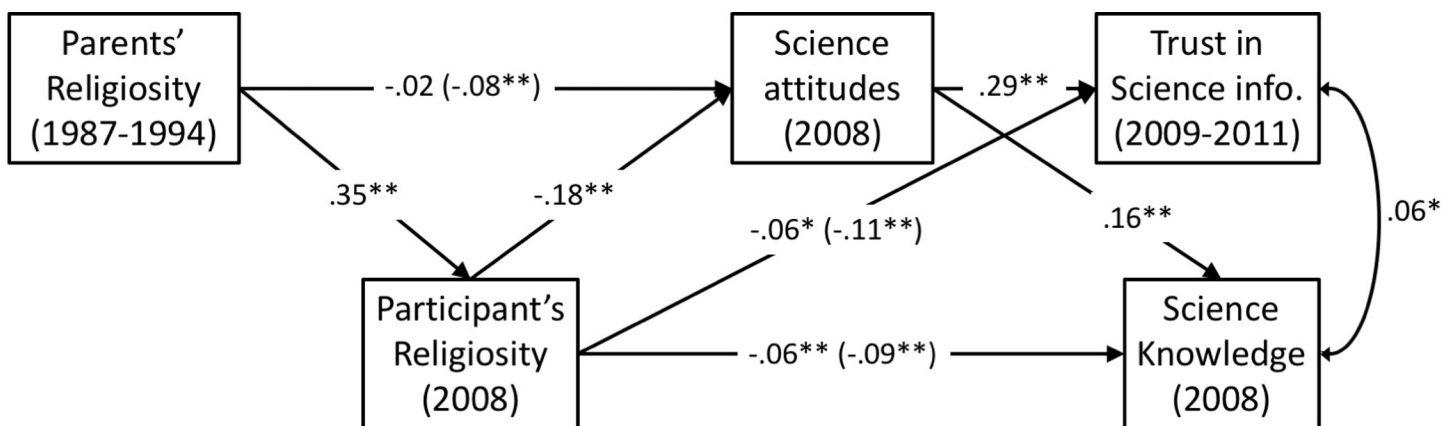 Parents’
Religiosity
(1987-1994)
-.02 (-.08**)
Science
attitudes
(2008)
.29**
Trust in
Science info.
(2009-2011)
.35**
-.18**
-.06* (-.11**)
.16**
.06*
Participant’s
Religiosity
(2008)
-.06** (-.09**)
Science
Knowledge
(2008)